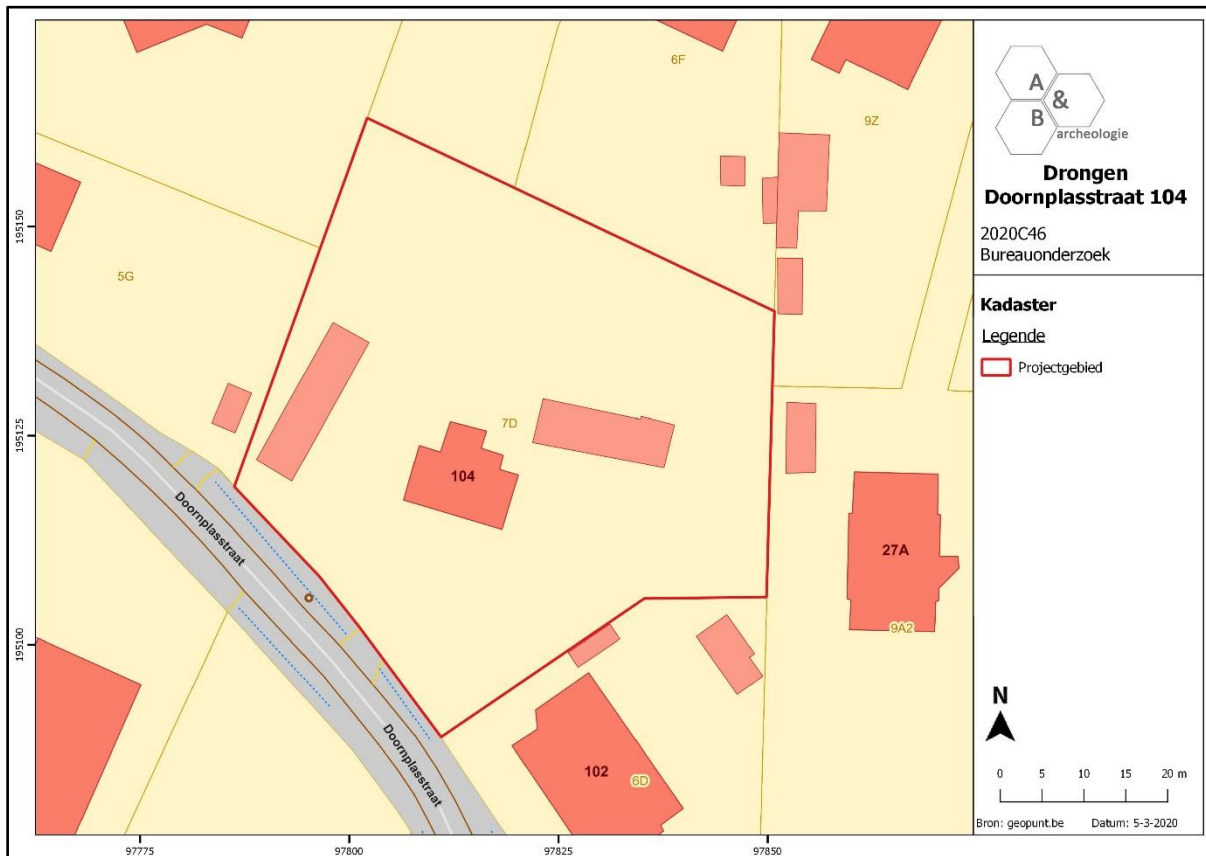 6F
9Z
5G
7D
104
27A
9A2
102
6D
Doornplasstraat
Doornplasstraat
195150
195125
195100
97775
97800
97825
97850
A
&
B
archeologie
Drongen
Doornplasstraat 104
2020C46
Bureauonderzoek
Kadaster
Legende
Projectgebied
N
0 5 10 15 20 m
Bron: geopunt.be Datum: 5-3-2020